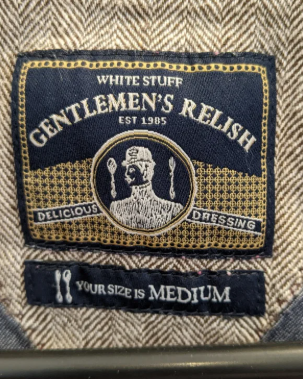 WHITE STUFF
GENTLEMEN'S RELISH
EST 1985
DELICIOUS DRESSING
YOUR SIZE IS MEDIUM